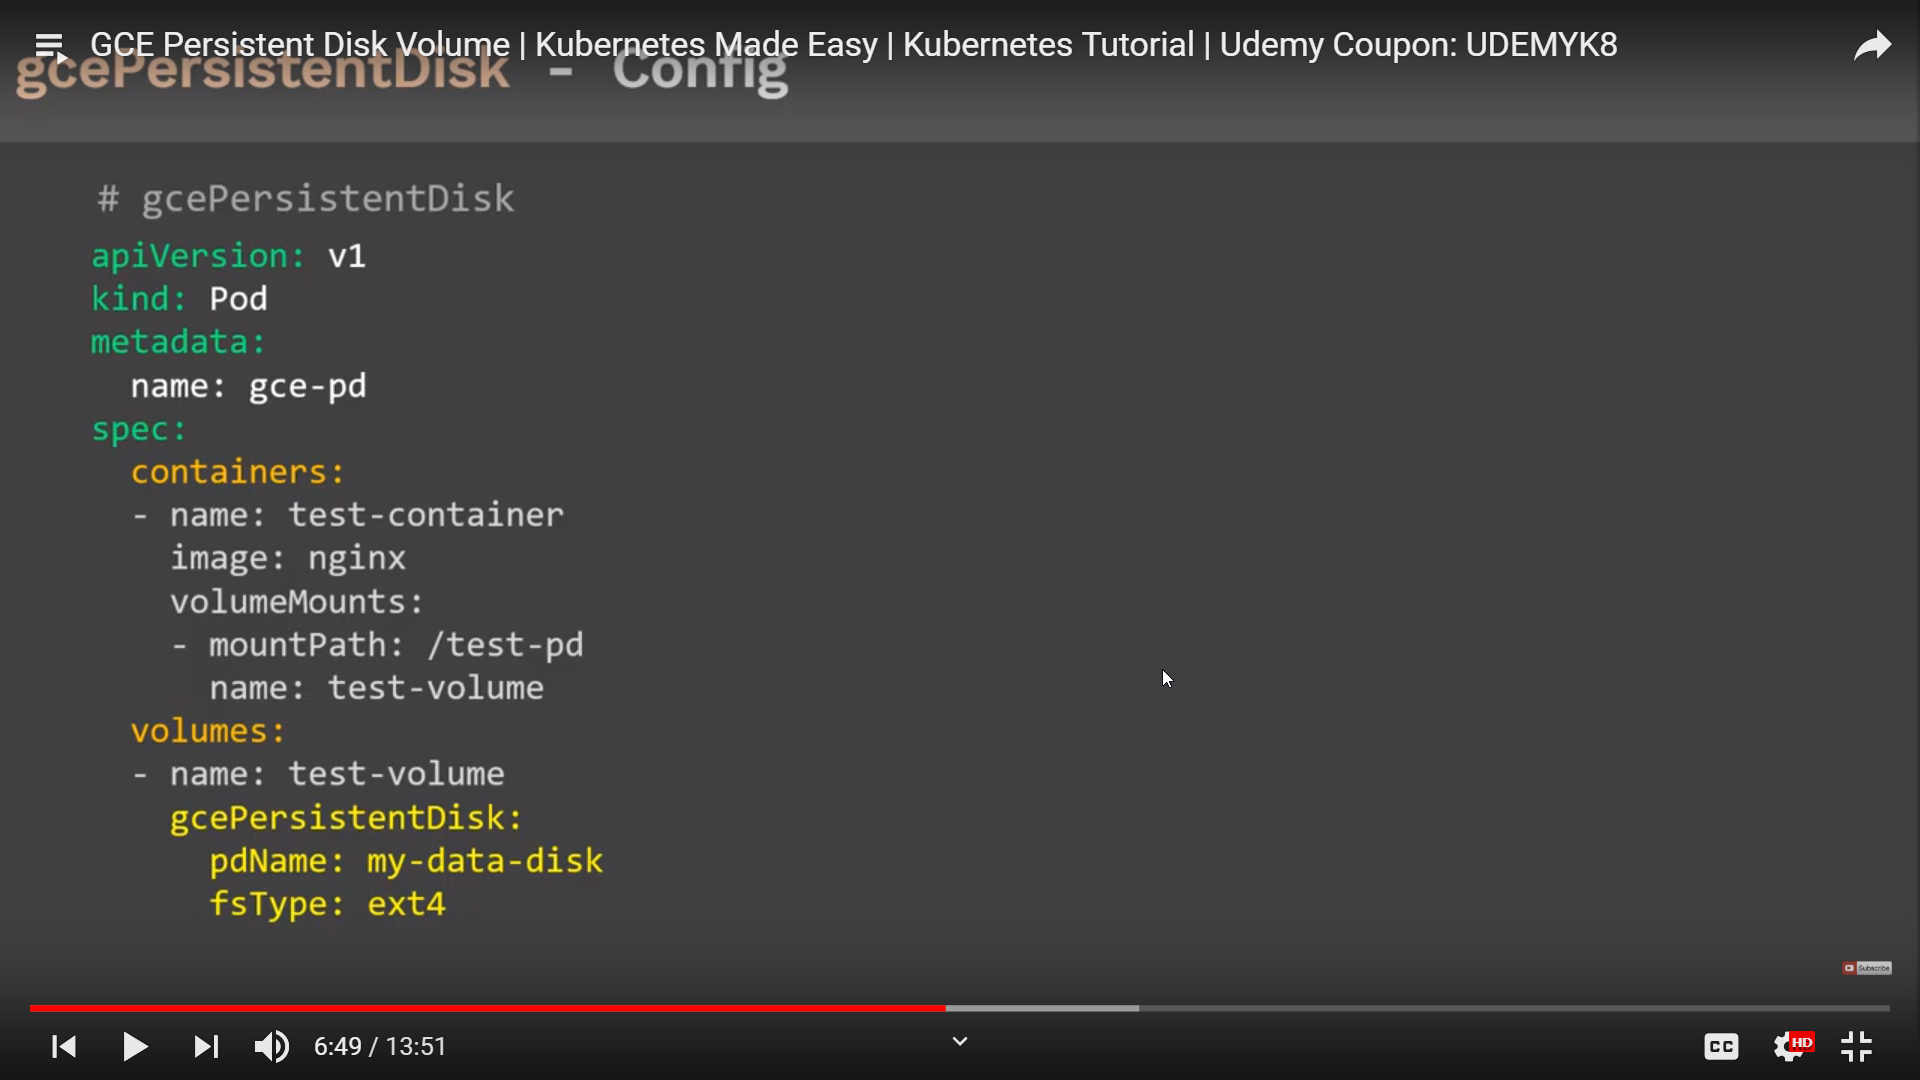 GCE Persistent Disk Volume | Kubernetes Made Easy | Kubernetes Tutorial | Udemy Coupon: UDEMYK8
gcePersistentDisk - Config
# gcePersistentDisk
apiVersion: v1
kind: Pod
metadata:
  name: gce-pd
spec:
  containers:
  - name: test-container
    image: nginx
    volumeMounts:
    - mountPath: /test-pd
      name: test-volume
  volumes:
  - name: test-volume
    gcePersistentDisk:
      pdName: my-data-disk
      fsType: ext4
Subscribe
6:49 / 13:51
CC
HD